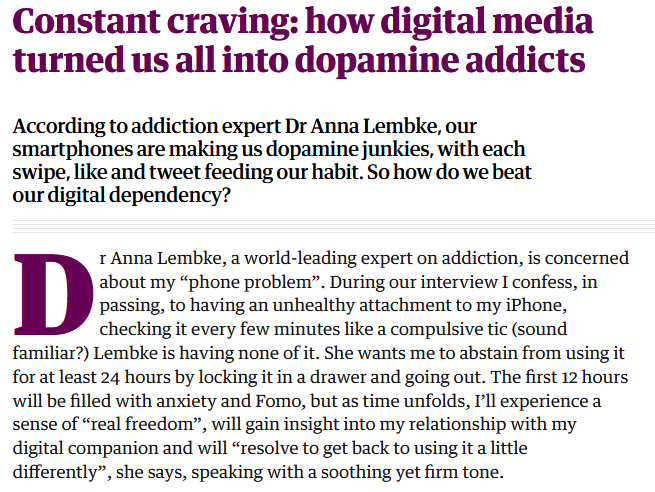 Constant craving: how digital media
turned us all into dopamine addicts
According to addiction expert Dr Anna Lembke, our
smartphones are making us dopamine junkies, with each
swipe, like and tweet feeding our habit. So how do we beat
our digital dependency?
Dr Anna Lembke, a world-leading expert on addiction, is concerned
about my “phone problem”. During our interview I confess, in
passing, to having an unhealthy attachment to my iPhone,
checking it every few minutes like a compulsive tic (sound
familiar?) Lembke is having none of it. She wants me to abstain from using it
for at least 24 hours by locking it in a drawer and going out. The first 12 hours
will be filled with anxiety and Fomo, but as time unfolds, I’ll experience a
sense of “real freedom”, will gain insight into my relationship with my
digital companion and will “resolve to get back to using it a little
differently”, she says, speaking with a soothing yet firm tone.